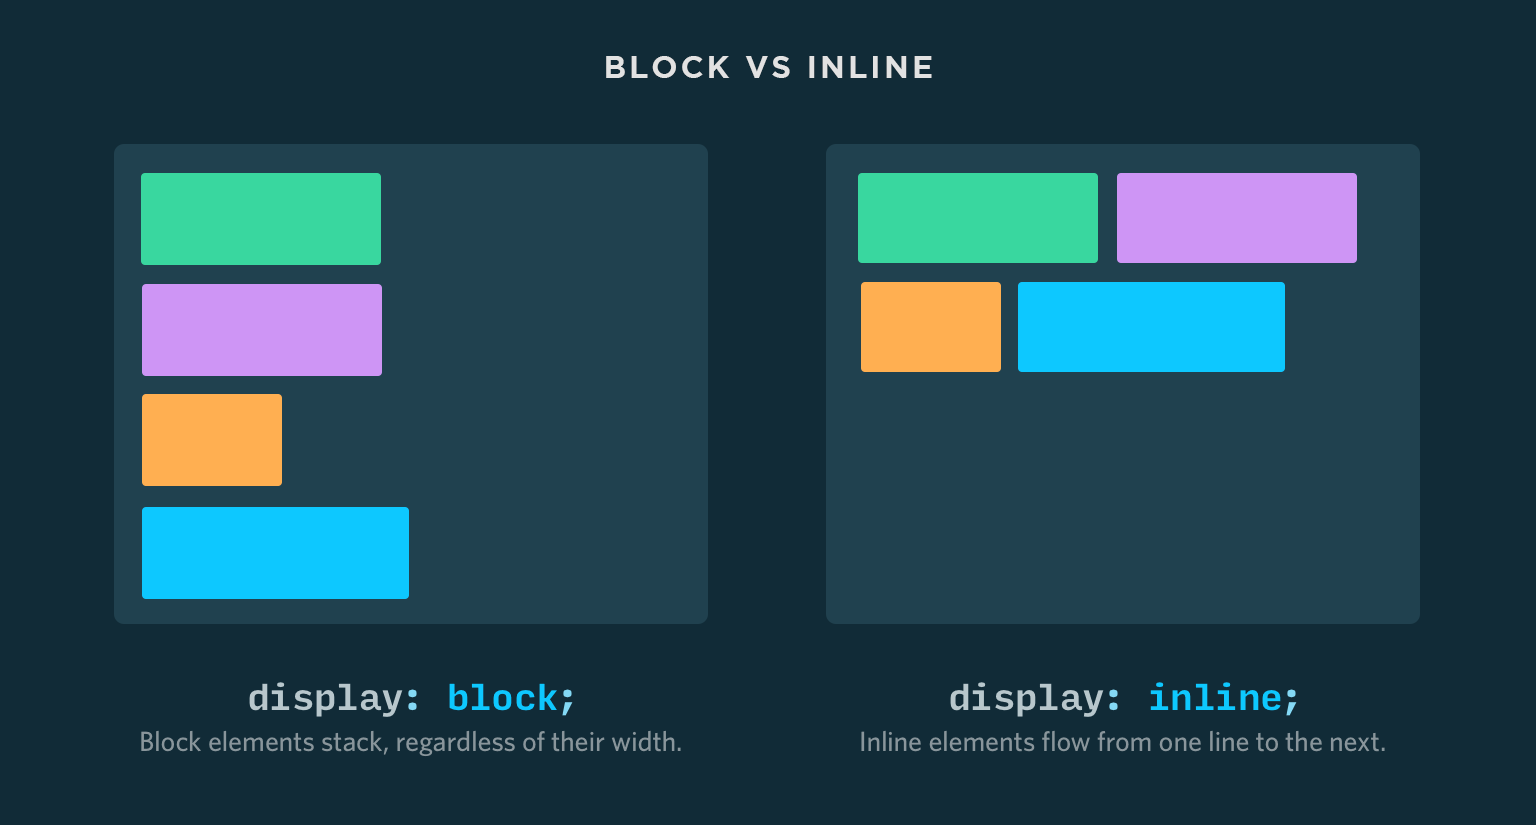 BLOCK VS INLINE
display: block;
Block elements stack, regardless of their width.
display: inline;
Inline elements flow from one line to the next.